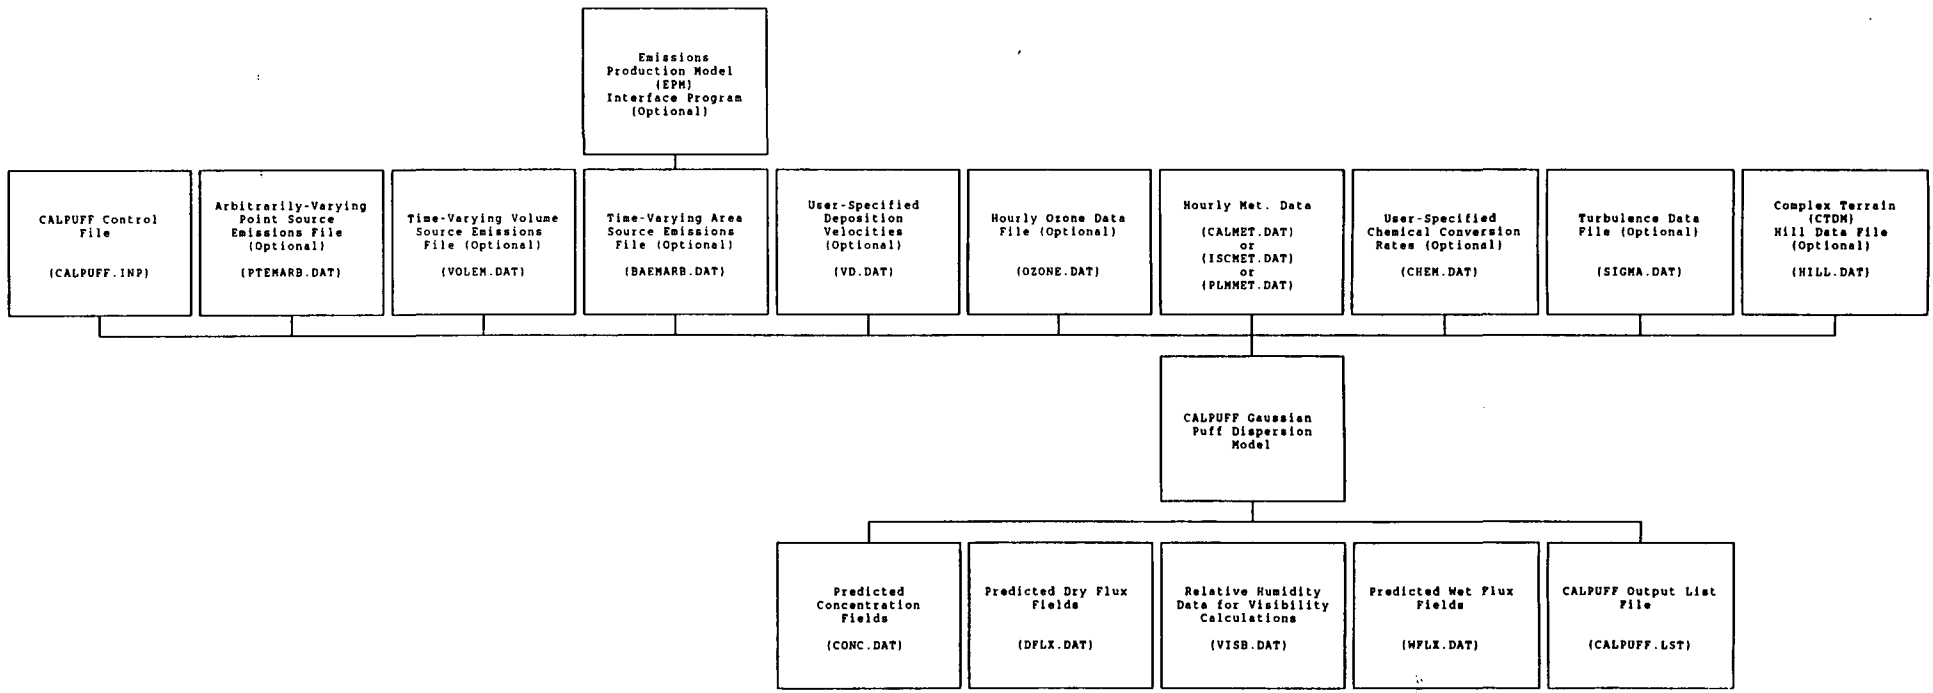 Emissions
Production Model
(EPM)
Interface Program
(Optional)
CALPUFF Control
File
(CALPUFF.INP)
Arbitrarily-Varying
Point Source
Emissions File
(Optional)
(PTEMARB.DAT)
Time-Varying Volume
Source Emissions
File (Optional)
(VOLEM.DAT)
Time-Varying Area
Source Emissions
File (Optional)
(BAEMARB.DAT)
User-Specified
Deposition
Velocities
(Optional)
(VD.DAT)
Hourly Ozone Data
File (Optional)
(OZONE.DAT)
Hourly Met. Data
(CALMET.DAT)
or
(ISCMET.DAT)
or
(PLMMET.DAT)
User-Specified
Chemical Conversion
Rates (Optional)
(CHEM.DAT)
Turbulence Data
File (Optional)
(SIGMA.DAT)
Complex Terrain
(CTDM)
Hill Data File
(Optional)
(HILL.DAT)
CALPUFF Gaussian
Puff Dispersion
Model
Predicted
Concentration
Fields
(CONC.DAT)
Predicted Dry Flux
Fields
(DFLX.DAT)
Relative Humidity
Data for Visibility
Calculations
(VISB.DAT)
Predicted Wet Flux
Fields
(WFLX.DAT)
CALPUFF Output List
File
(CALPUFF.LST)